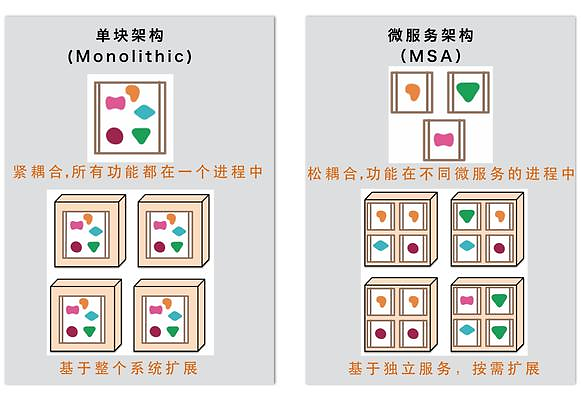 单块架构
(Monolithic)
紧耦合,所有功能都在一个进程中
基于整个系统扩展
微服务架构
(MSA)
松耦合,功能在不同微服务的进程中
基于独立服务，按需扩展